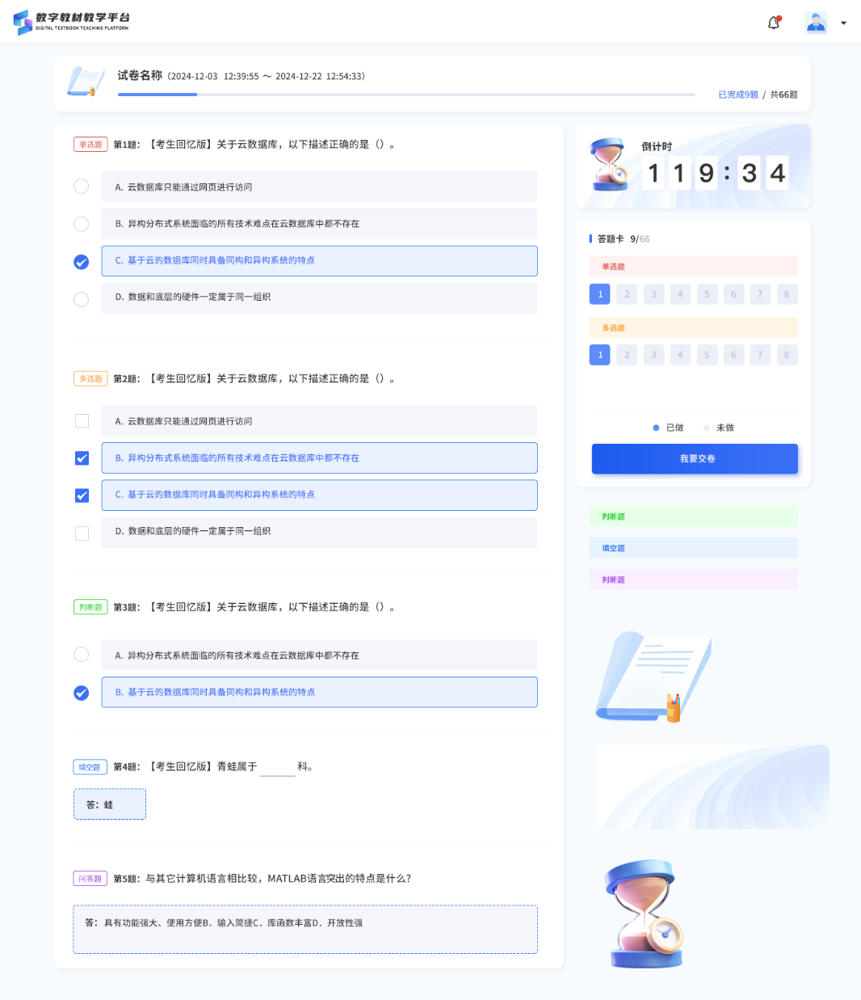 数字教材教学平台
DIGITAL TEXTBOOK TEACHING PLATFORM
试卷名称（2024-12-03 12:39:55 ～ 2024-12-22 12:54:33）
已完成9题 / 共66题
单选题 第1题：【考生回忆版】关于云数据库，以下描述正确的是（）。
A. 云数据库只能通过网页进行访问
B. 异构分布式系统面临的所有技术难点在云数据库中都不存在
C. 基于云的数据库同时具备同构和异构系统的特点
D. 数据和底层的硬件一定属于同一组织
多选题 第2题：【考生回忆版】关于云数据库，以下描述正确的是（）。
A. 云数据库只能通过网页进行访问
B. 异构分布式系统面临的所有技术难点在云数据库中都不存在
C. 基于云的数据库同时具备同构和异构系统的特点
D. 数据和底层的硬件一定属于同一组织
判断题 第3题：【考生回忆版】关于云数据库，以下描述正确的是（）。
A. 异构分布式系统面临的所有技术难点在云数据库中都不存在
B. 基于云的数据库同时具备同构和异构系统的特点
填空题 第4题：【考生回忆版】青蛙属于 ______ 科。
答：蛙
问答题 第5题：与其它计算机语言相比较，MATLAB语言突出的特点是什么?
答：具有功能强大、使用方便B．输入简捷C．库函数丰富D．开放性强
倒计时
119:34
答题卡 9/66
单选题
1 2 3 4 5 6 7 8
多选题
1 2 3 4 5 6 7 8
已做 未做
我要交卷
判断题
填空题
判断题